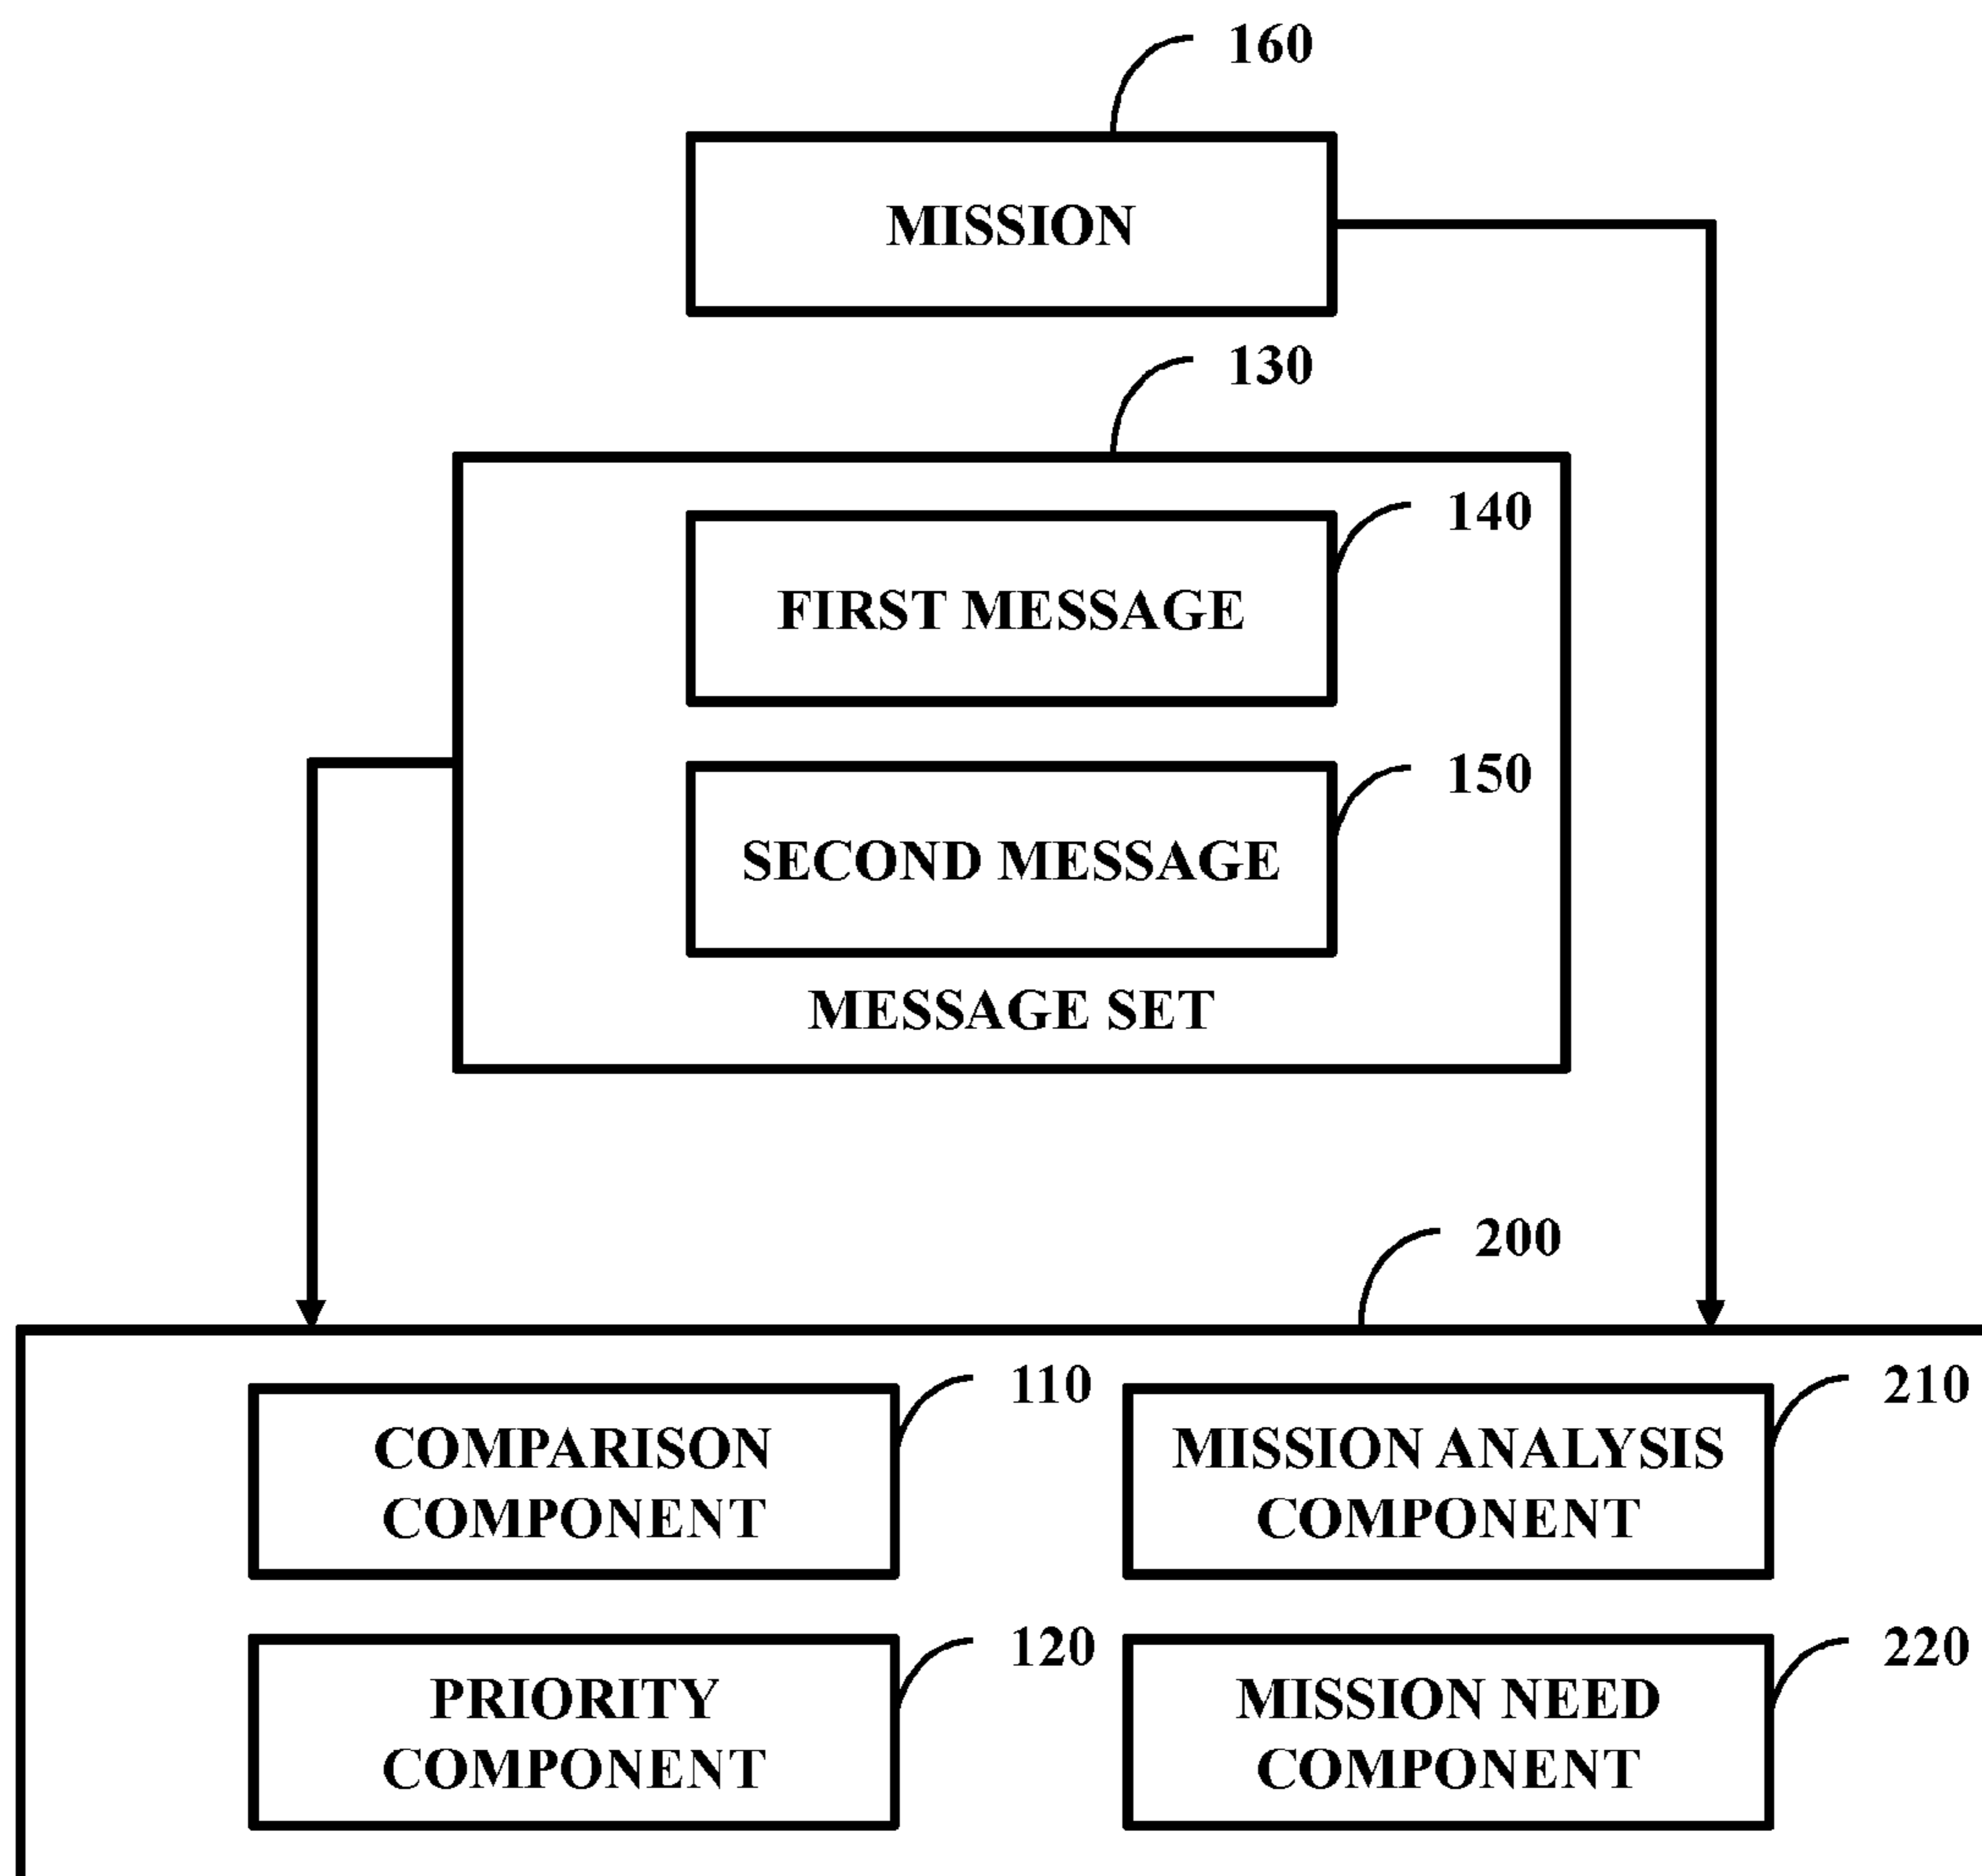 160
MISSION
130
140
FIRST MESSAGE
150
SECOND MESSAGE
MESSAGE SET
200
110
COMPARISON
COMPONENT
210
MISSION ANALYSIS
COMPONENT
120
PRIORITY
COMPONENT
220
MISSION NEED
COMPONENT